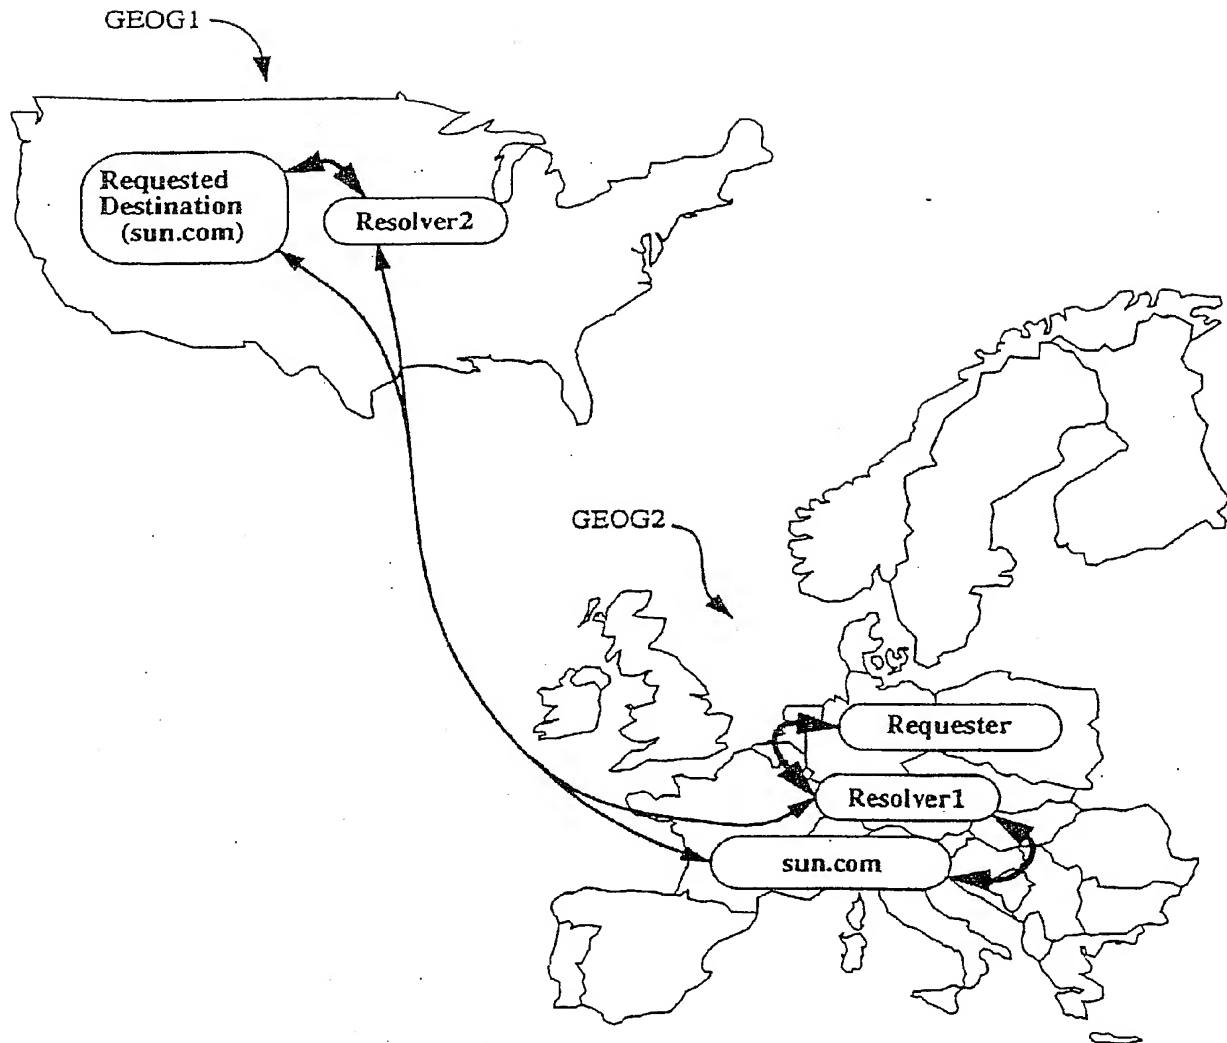 GEOG1
Requested
Destination
(sun.com)
Resolver2
GEOG2
Requester
Resolver1
sun.com